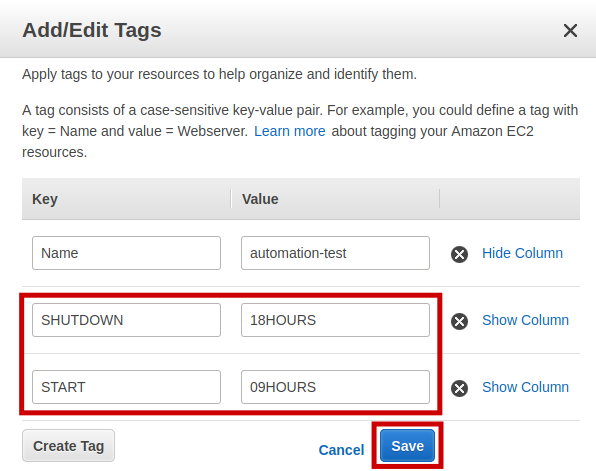 Add/Edit Tags
Apply tags to your resources to help organize and identify them.
A tag consists of a case-sensitive key-value pair. For example, you could define a tag with
key = Name and value = Webserver. Learn more about tagging your Amazon EC2
resources.
Key Value
Name automation-test Hide Column
SHUTDOWN 18HOURS Show Column
START 09HOURS Show Column
Create Tag Cancel Save